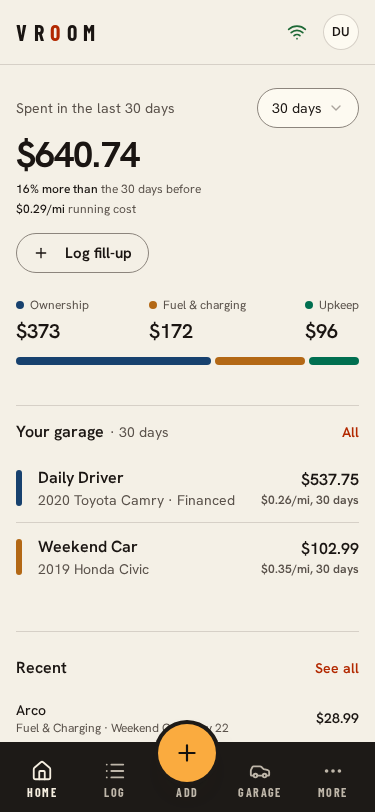 VROOM
DU
Spent in the last 30 days
30 days
$640.74
16% more than the 30 days before
$0.29/mi running cost
Log fill-up
Ownership
Fuel & charging
Upkeep
$373
$172
$96
Your garage · 30 days
All
Daily Driver
$537.75
2020 Toyota Camry · Financed
$0.26/mi, 30 days
Weekend Car
$102.99
2019 Honda Civic
$0.35/mi, 30 days
Recent
See all
Arco
$28.99
Fuel & Charging · Weekend 22
HOME
LOG
ADD
GARAGE
MORE